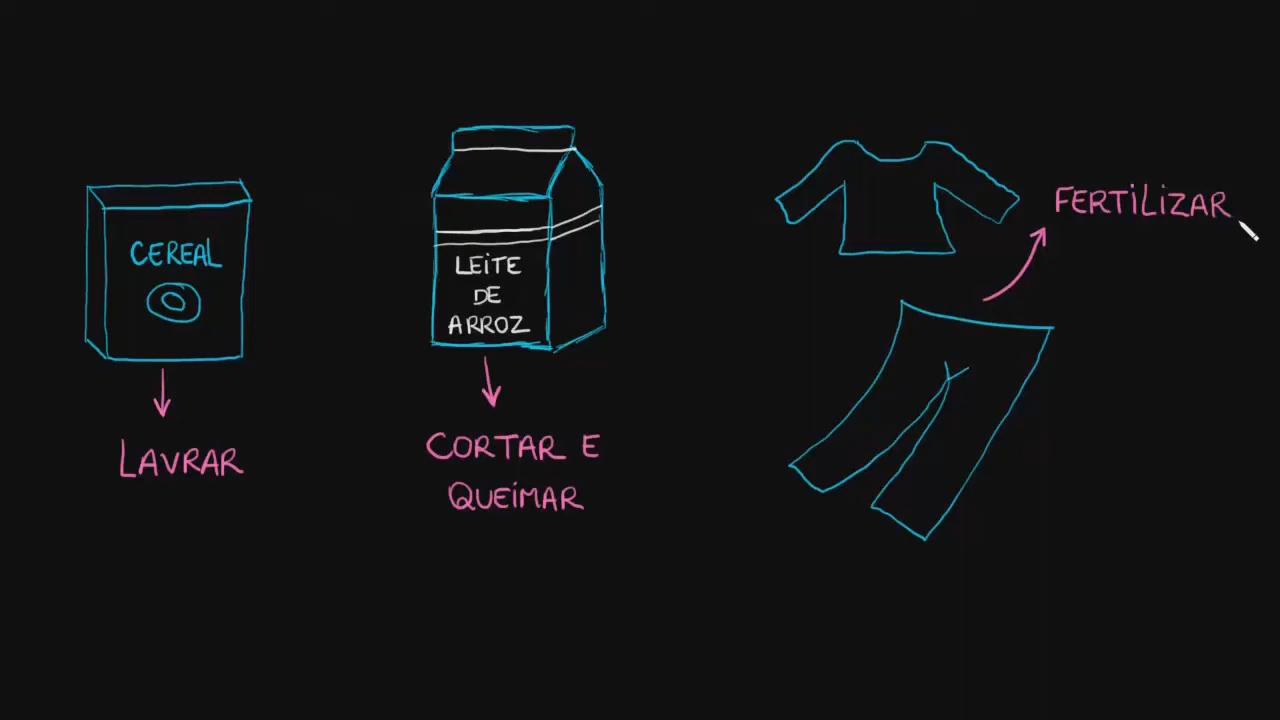 CEREAL
LEITE
DE
ARROZ
FERTILIZAR
LAVRAR
CORTAR E
QUEIMAR